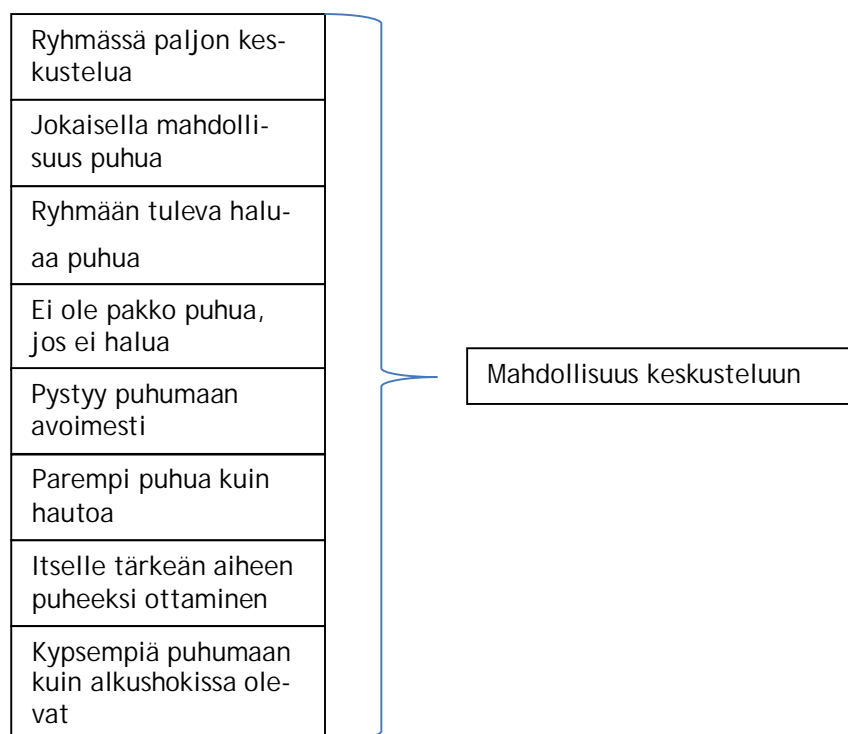 Ryhmässä paljon kes-
kustelua
Jokaisella mahdolli-
suus puhua
Ryhmään tuleva halu-
aa puhua
Ei ole pakko puhua,
jos ei halua
Pystyy puhumaan
avoimesti
Parempi puhua kuin
hautoa
Itselle tärkeän aiheen
puheeksi ottaminen
Kypsempiä puhumaan
kuin alkushokissa ole-
vat
Mahdollisuus keskusteluun